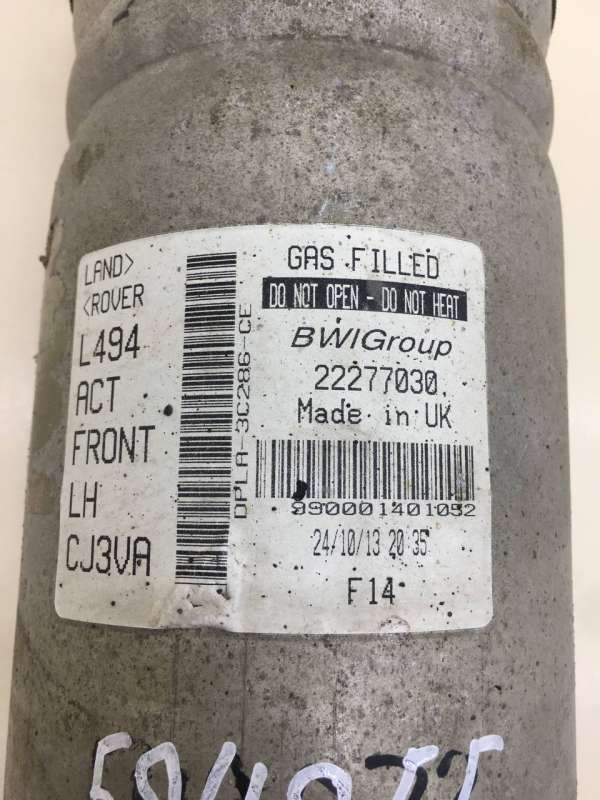 LAND>
<ROVER
L494
ACT
FRONT
LH
CJ3VA
DPLA-3C286-CE
GAS FILLED
DO NOT OPEN - DO NOT HEAT
BWIGroup
22277030
Made in UK
990001401052
24/10/13 20:35
F14